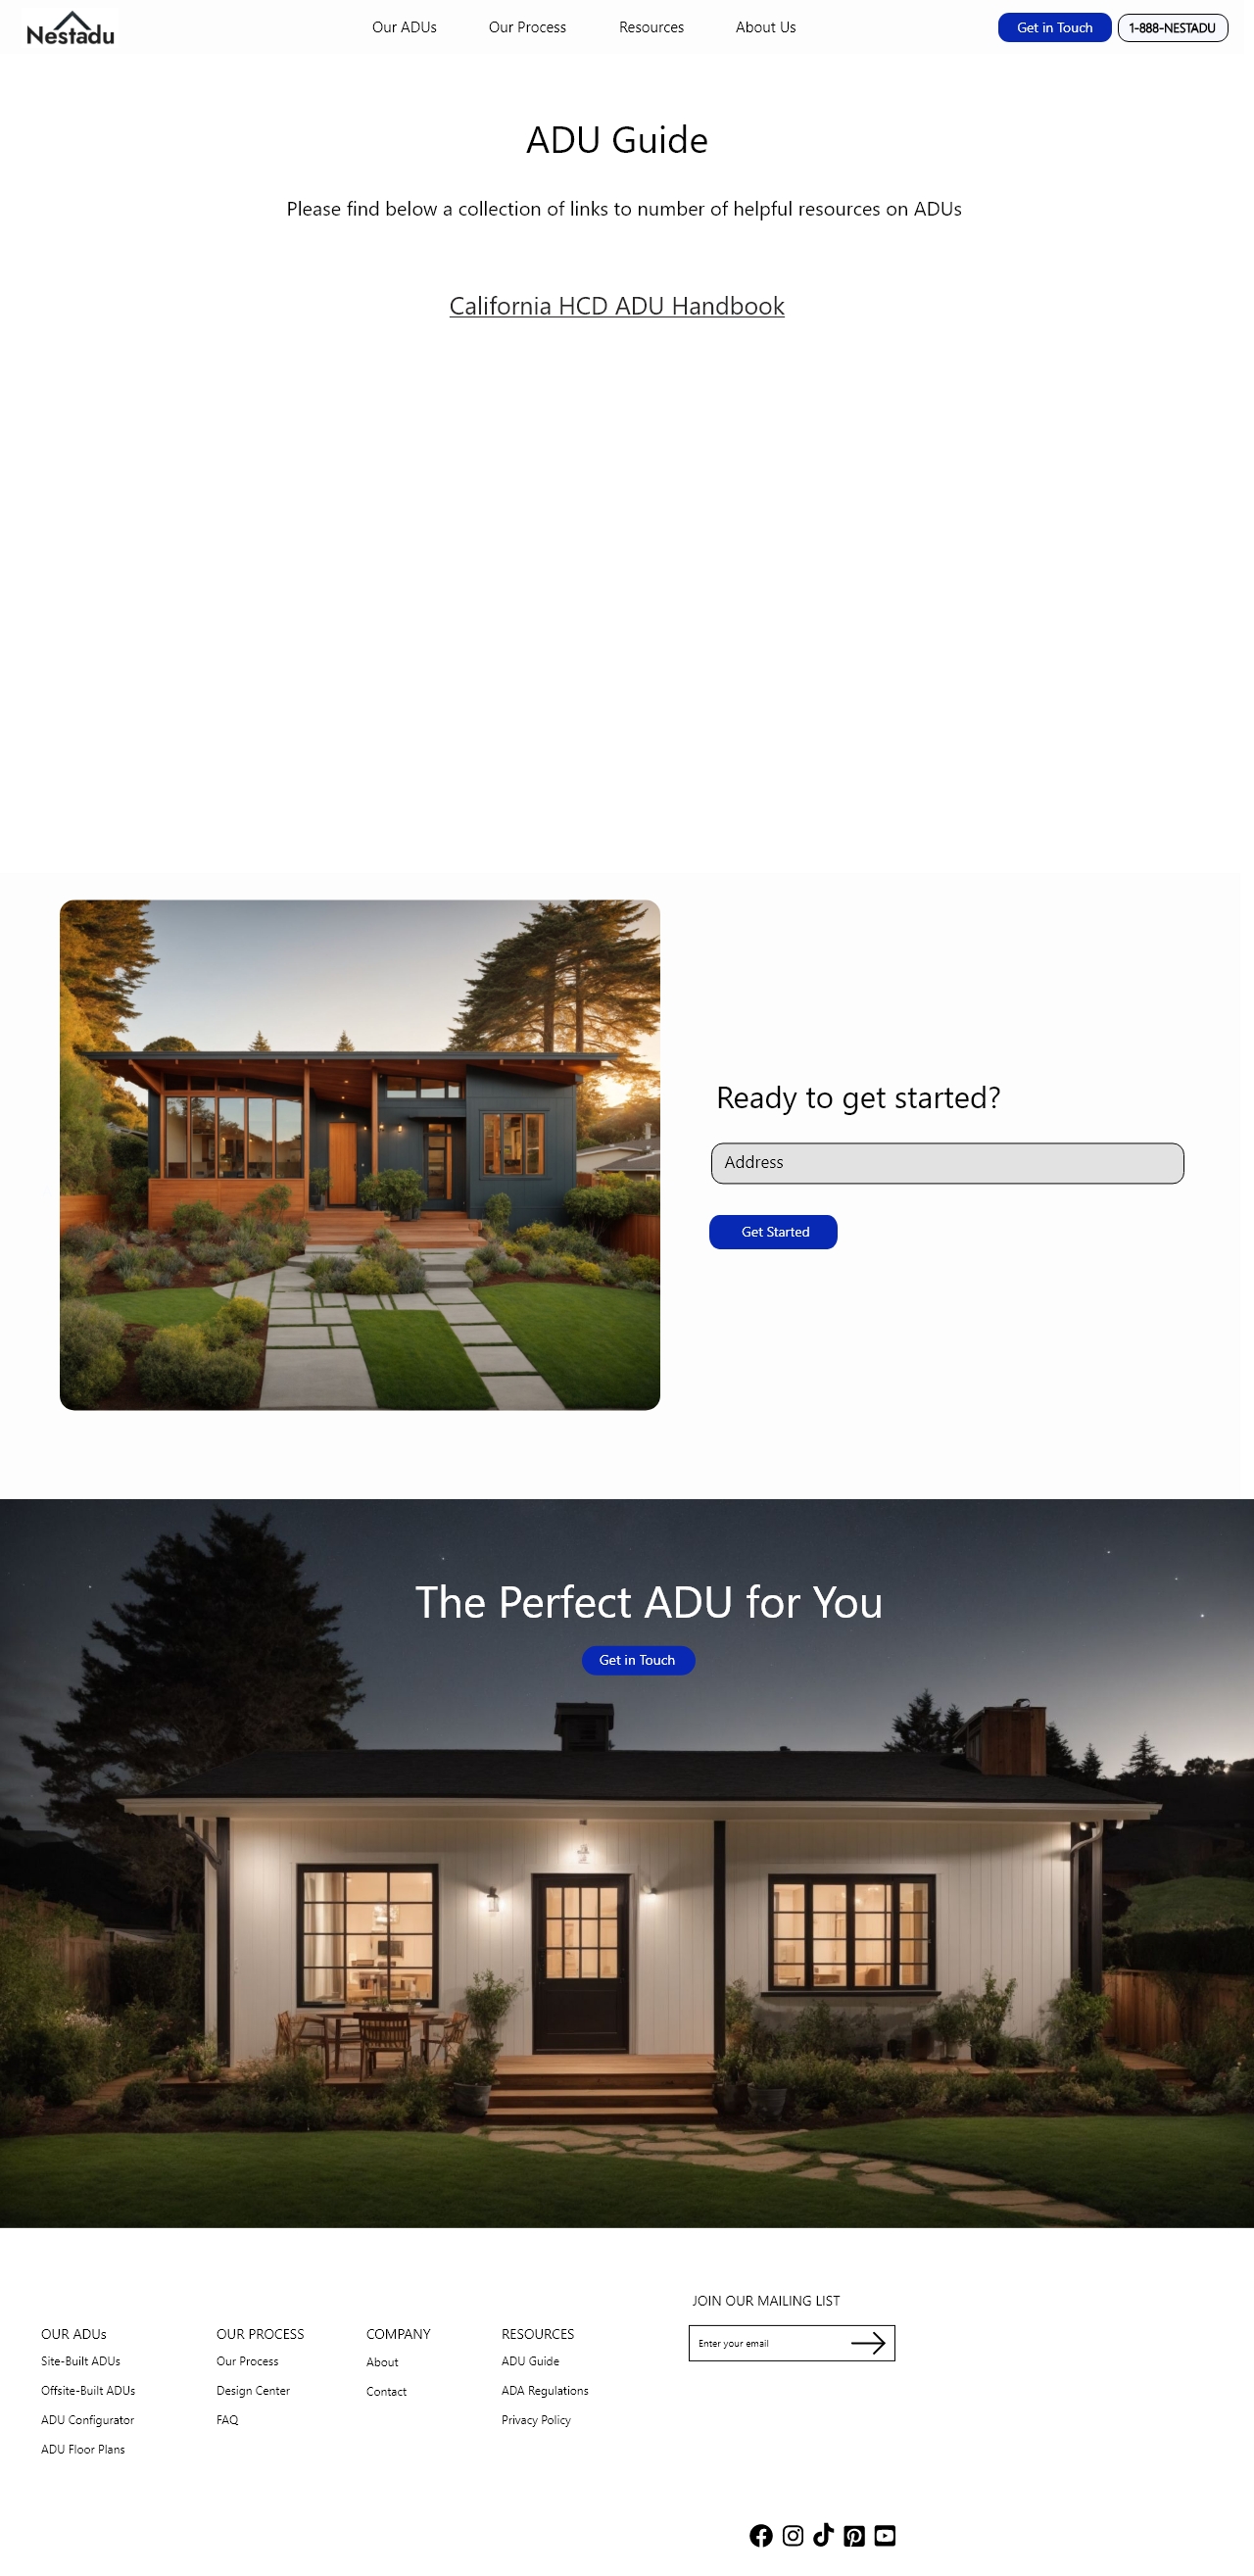 Nestadu
Our ADUs
Our Process
Resources
About Us
Get in Touch
1-888-NESTADU
ADU Guide
Please find below a collection of links to number of helpful resources on ADUs
California HCD ADU Handbook
Ready to get started?
Address
Get Started
The Perfect ADU for You
Get in Touch
JOIN OUR MAILING LIST
Enter your email
OUR ADUs
Site-Built ADUs
Offsite-Built ADUs
ADU Configurator
ADU Floor Plans
OUR PROCESS
Our Process
Design Center
FAQ
COMPANY
About
Contact
RESOURCES
ADU Guide
ADA Regulations
Privacy Policy